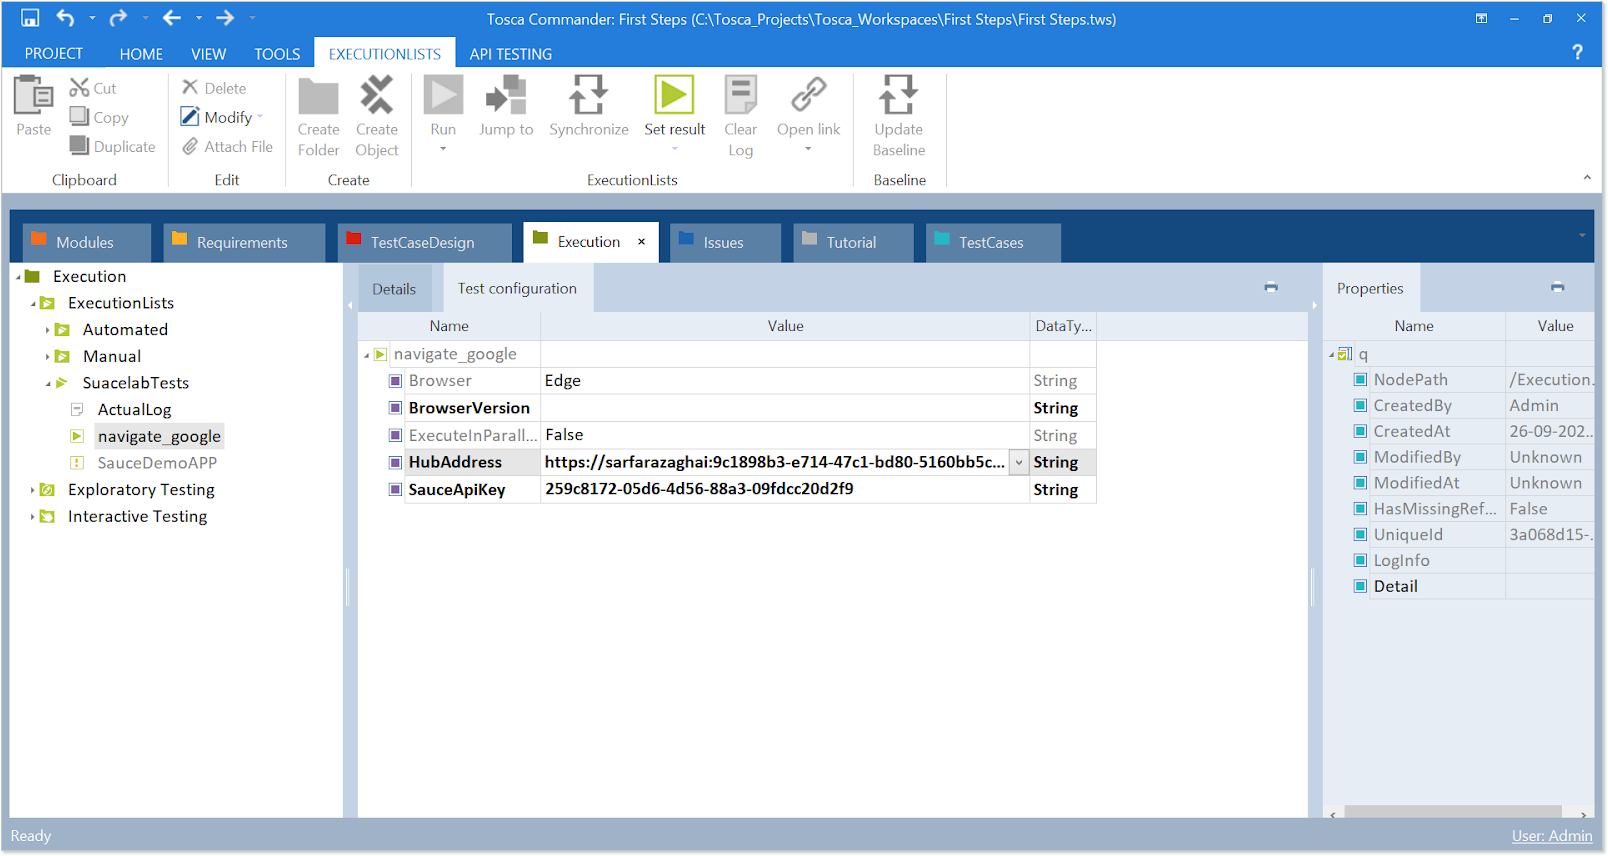 Tosca Commander: First Steps (C:\Tosca_Projects\Tosca_Workspaces\First Steps\First Steps.tws)
PROJECT HOME VIEW TOOLS EXECUTIONLISTS API TESTING ?
Paste Cut Copy Duplicate
Clipboard
Delete Modify Attach File
Edit
Create Folder Create Object
Create
Run Jump to Synchronize Set result Clear Log Open link
ExecutionLists
Update Baseline
Baseline
Modules Requirements TestCaseDesign Execution × Issues Tutorial TestCases
Execution
ExecutionLists
Automated
Manual
SuacelabTests
ActualLog
navigate_google
SauceDemoAPP
Exploratory Testing
Interactive Testing
Details Test configuration
Name Value DataTy...
navigate_google
Browser Edge String
BrowserVersion String
ExecuteInParall... False String
HubAddress https://sarfarazaghai:9c1898b3-e714-47c1-bd80-5160bb5c... String
SauceApiKey 259c8172-05d6-4d56-88a3-09fdcc20d2f9 String
Properties
Name Value
q
NodePath /Execution...
CreatedBy Admin
CreatedAt 26-09-202...
ModifiedBy Unknown
ModifiedAt Unknown
HasMissingRef... False
UniqueId 3a068d15-...
LogInfo
Detail
Ready User: Admin